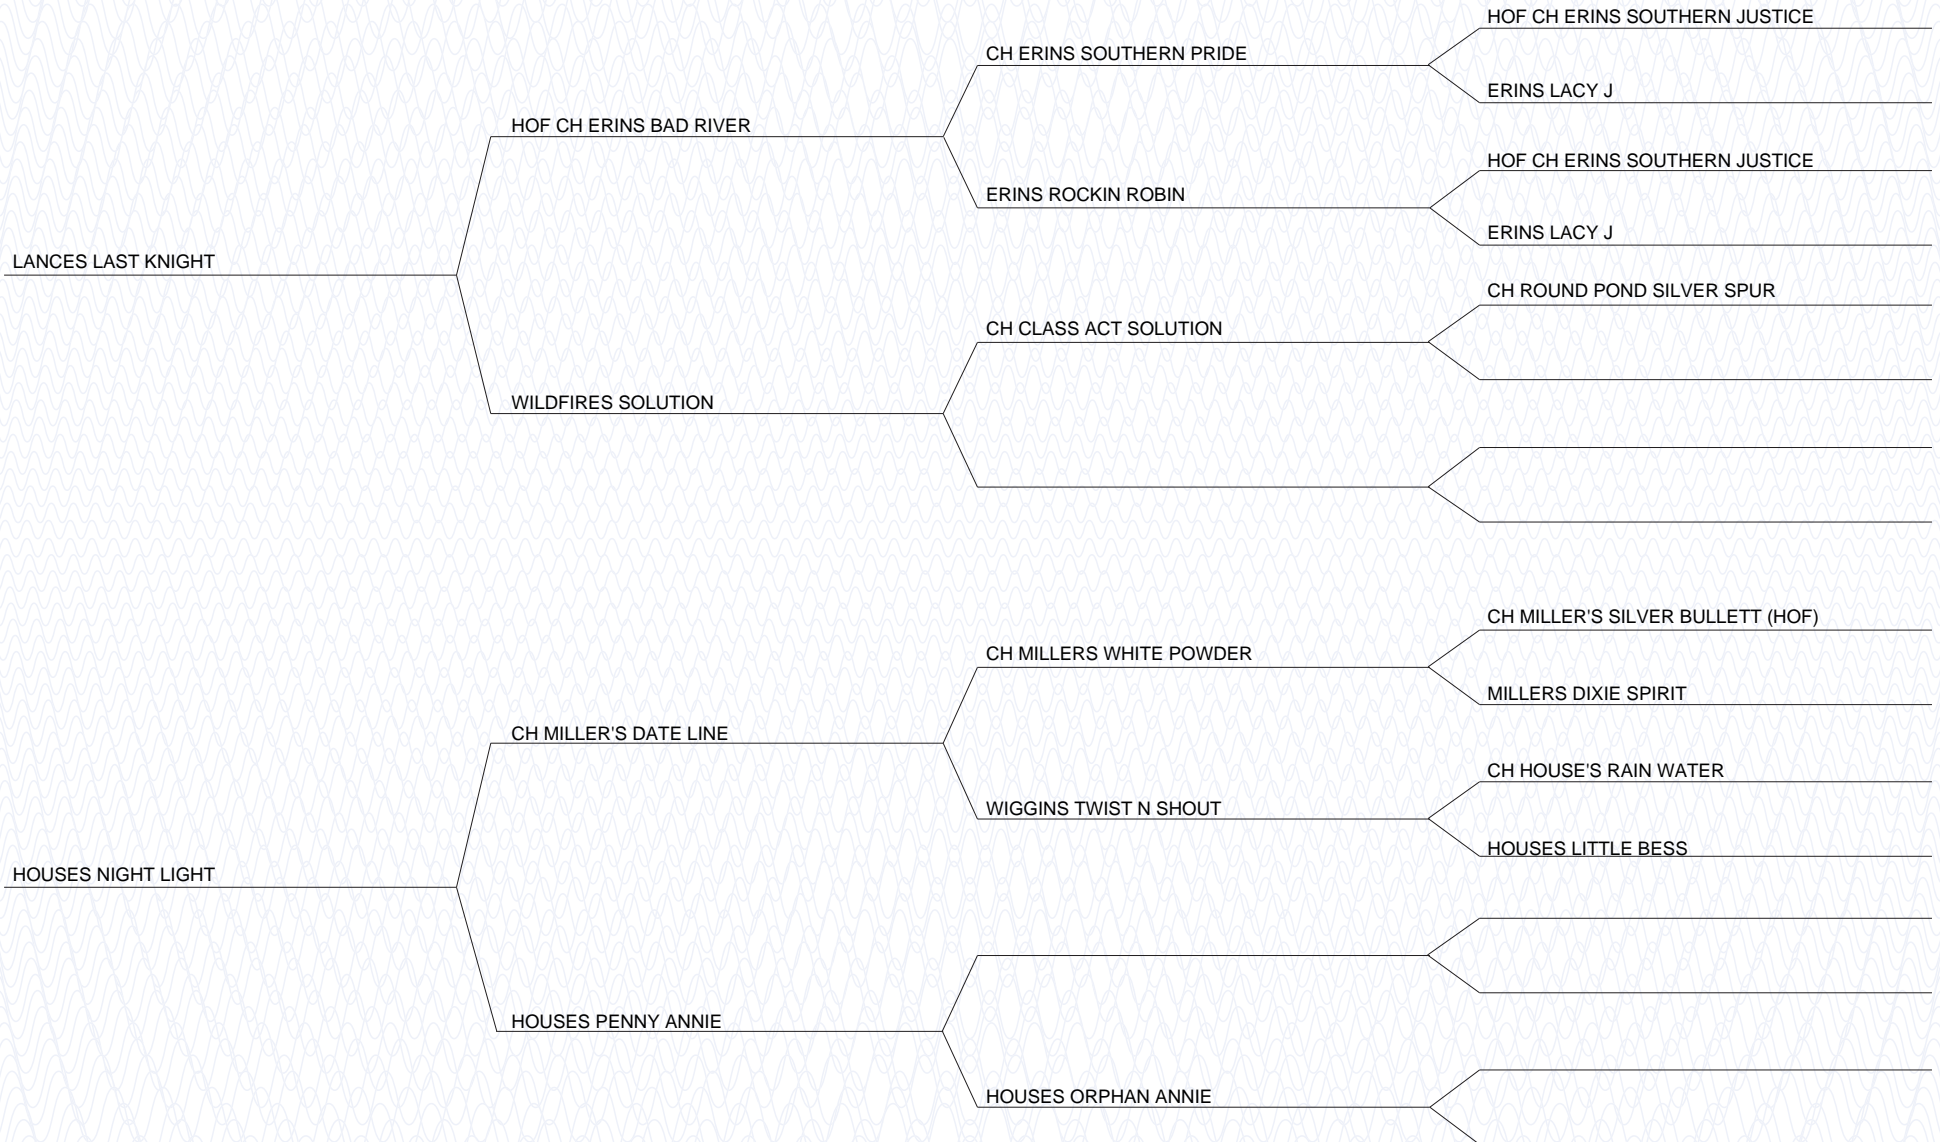 HOF CH ERINS SOUTHERN JUSTICE
CH ERINS SOUTHERN PRIDE
ERINS LACY J
HOF CH ERINS BAD RIVER
HOF CH ERINS SOUTHERN JUSTICE
ERINS ROCKIN ROBIN
ERINS LACY J
LANCES LAST KNIGHT
CH ROUND POND SILVER SPUR
CH CLASS ACT SOLUTION
WILDFIRES SOLUTION
CH MILLER'S SILVER BULLETT (HOF)
CH MILLERS WHITE POWDER
MILLERS DIXIE SPIRIT
CH MILLER'S DATE LINE
CH HOUSE'S RAIN WATER
WIGGINS TWIST N SHOUT
HOUSES LITTLE BESS
HOUSES NIGHT LIGHT
HOUSES PENNY ANNIE
HOUSES ORPHAN ANNIE